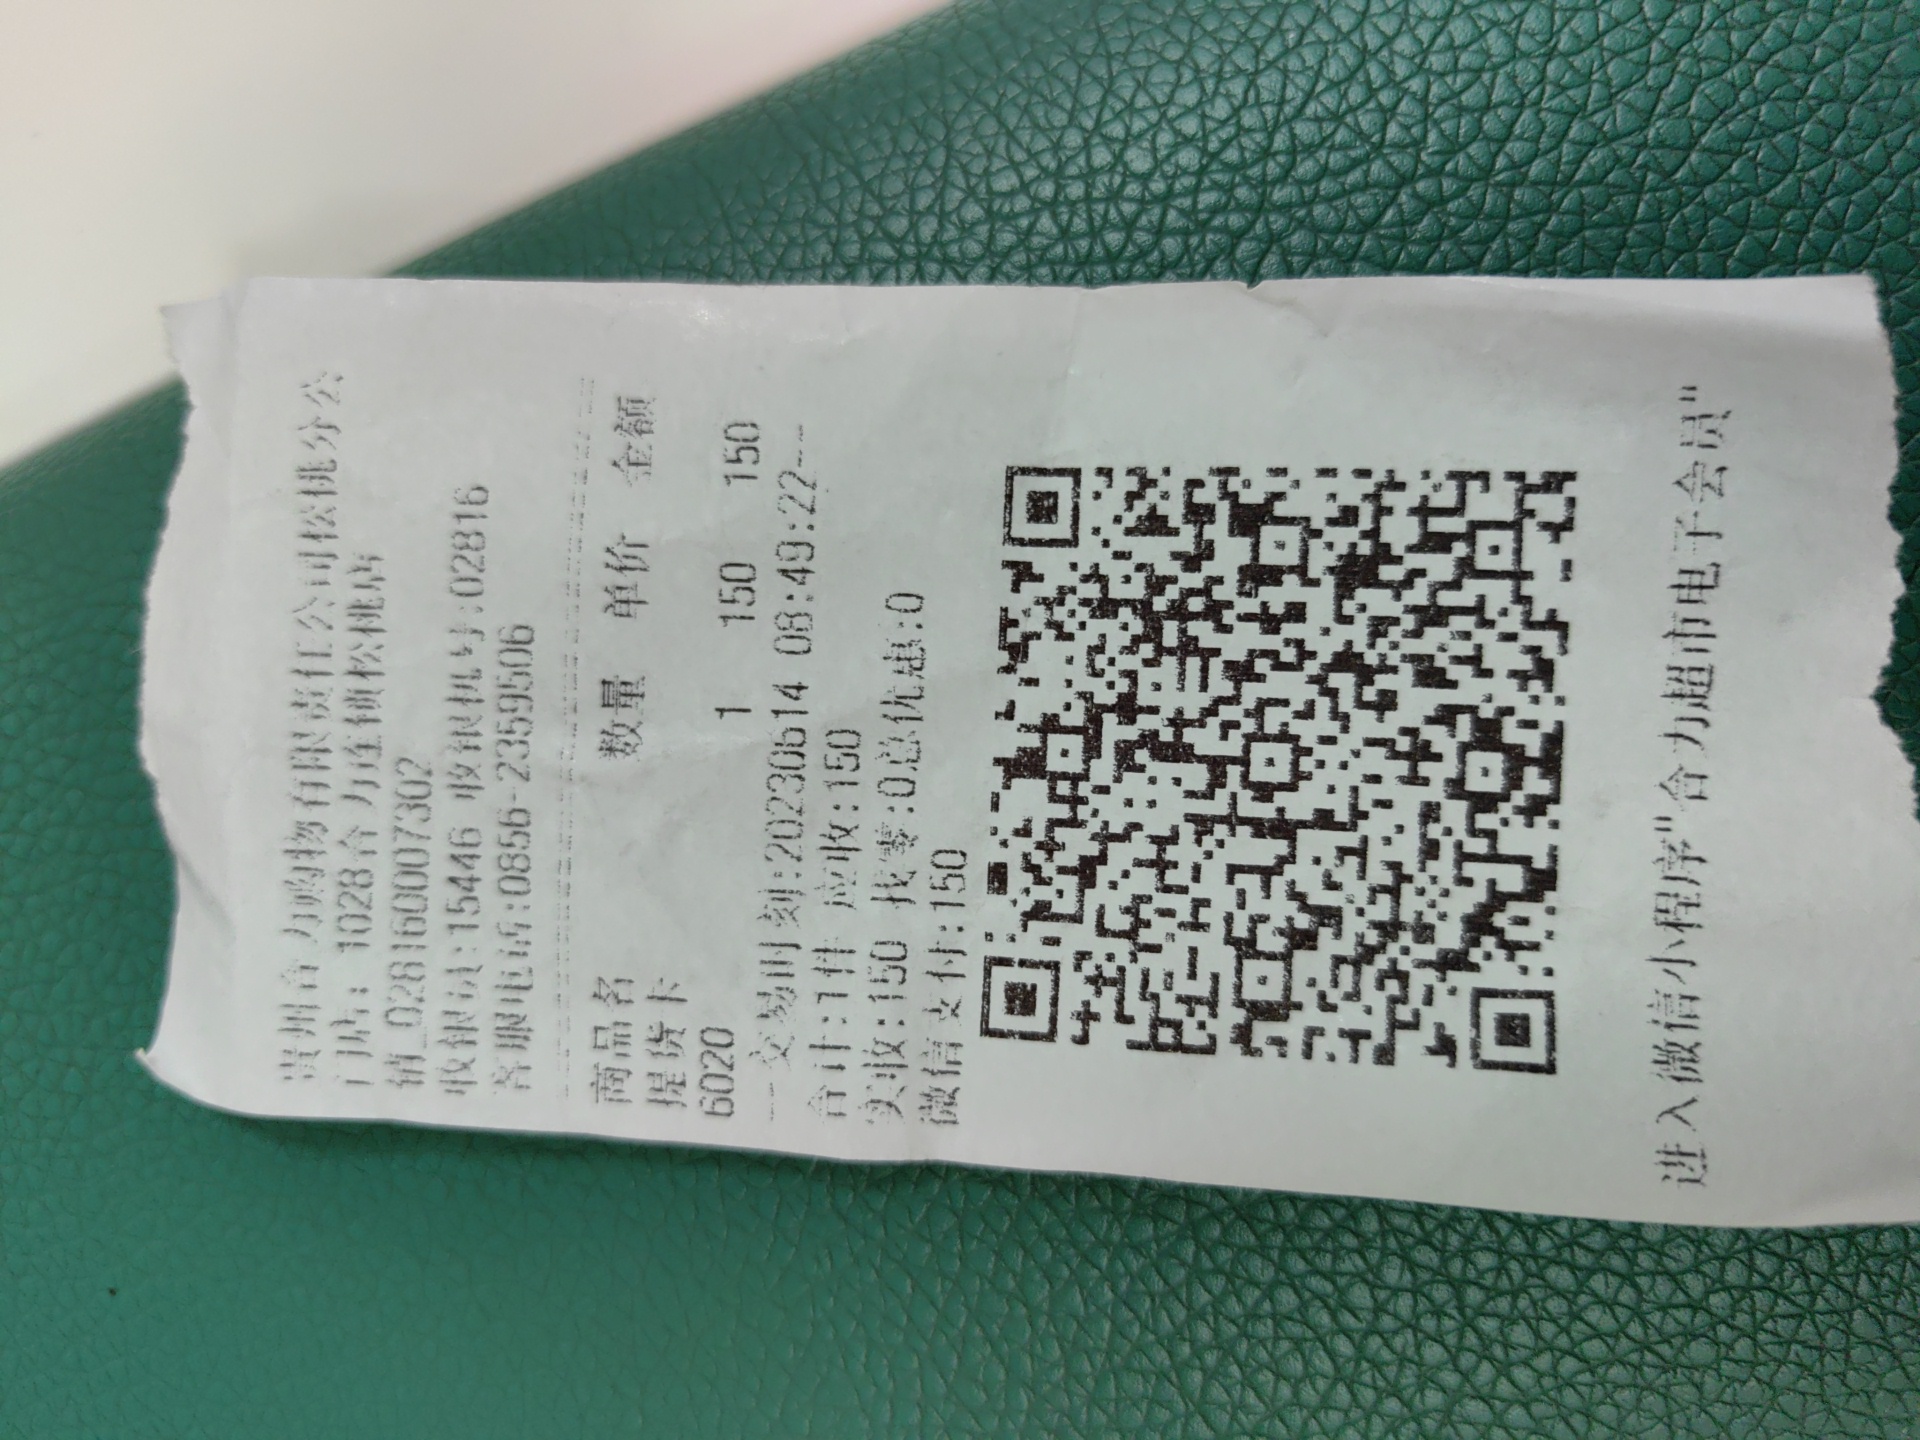 贵州合力购物有限责任公司松桃分公
门店: 1028合力连锁松桃店
销_0281600007302
收银员:15446 收银机号:02816
客服电话:0856-2359506
商品名 数量 单价 金额
提货卡
6020 1 150 150
--交易时刻:20230614 08:49:22--
合计:1件 应收:150
实收:150 找零:0总优惠:0
微信支付:150
进入微信小程序"合力超市电子会员"